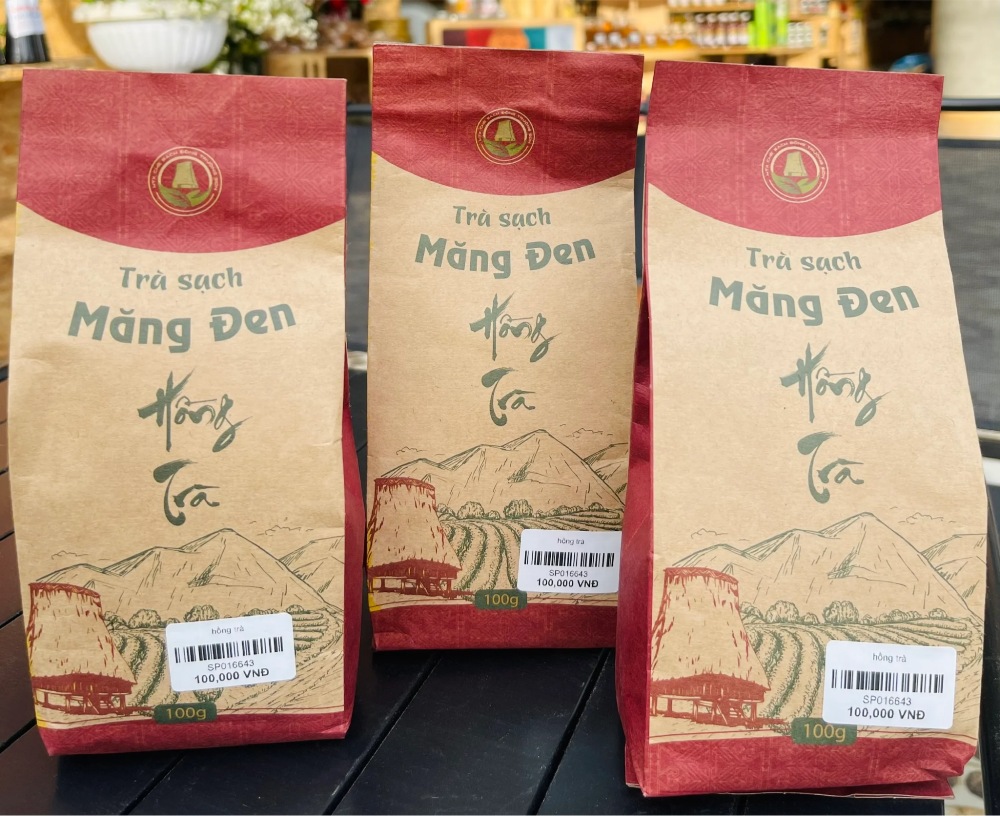 Trà sạch
Măng Đen
Hồng
Trà
hồng trà
SP016643
100,000 VNĐ
100g
Trà sạch
Măng Đen
Hồng
Trà
hồng trà
SP016643
100,000 VNĐ
100g
Trà sạch
Măng Đen
Hồng
Trà
hồng trà
SP016643
100,000 VNĐ
100g